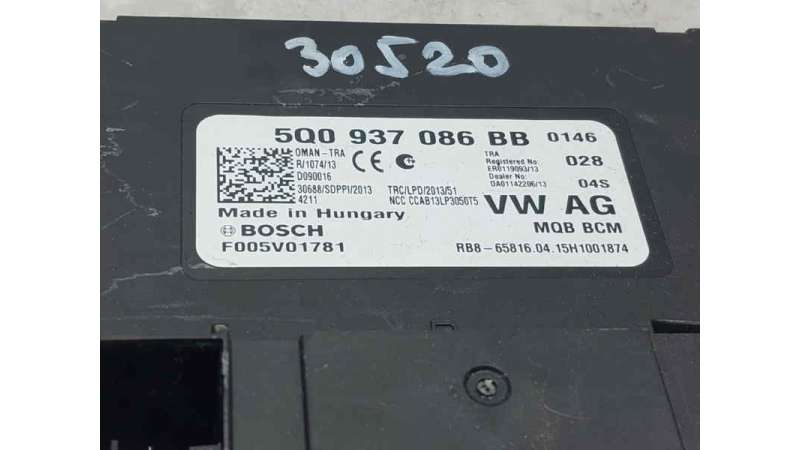 30520
5Q0 937 086 BB 0146
OMAN-TRA
R/1074/13
D090016
TRA
Registered No:
ER0119093/13
Dealer No:
DA01142206/13
028
04S
30688/SDPPI/2013
4211
TRC/LPD/2013/51
NCC CCAB13LP3050T5
Made in Hungary
VW AG
BOSCH
MQB BCM
F005V01781
RB8-65816.04.15H1001874